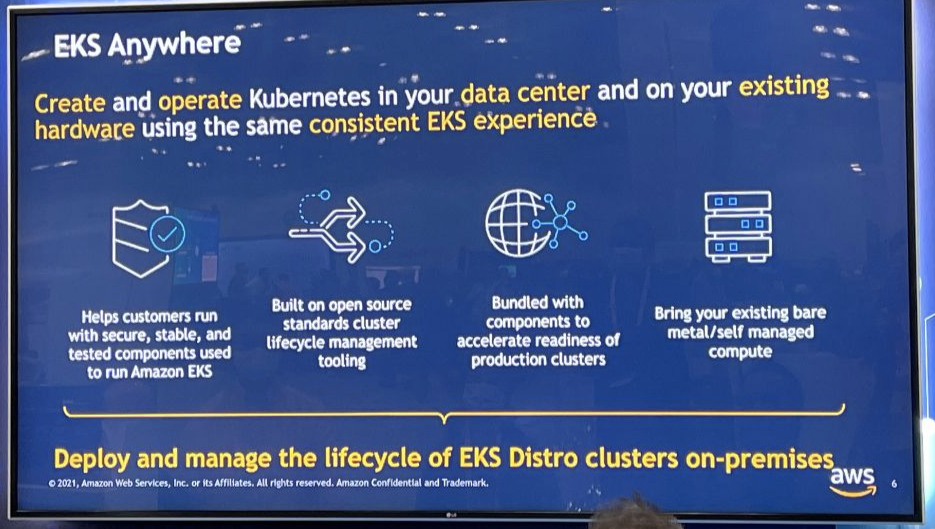 EKS Anywhere
Create and operate Kubernetes in your data center and on your existing
hardware using the same consistent EKS experience
Helps customers run
with secure, stable, and
tested components used
to run Amazon EKS
Built on open source
standards cluster
lifecycle management
tooling
Bundled with
components to
accelerate readiness of
production clusters
Bring your existing bare
metal/self managed
compute
Deploy and manage the lifecycle of EKS Distro clusters on-premises
© 2021, Amazon Web Services, Inc. or its Affiliates. All rights reserved. Amazon Confidential and Trademark.
aws
6
LG